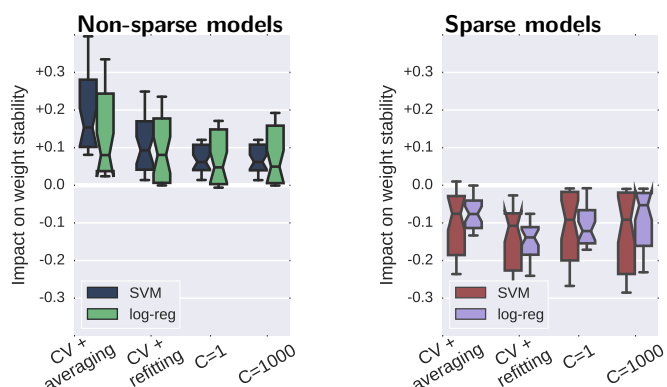 Non-sparse models
Impact on weight stability
+0.3
+0.2
+0.1
0.0
-0.1
-0.2
-0.3
SVM
log-reg
CV +
averaging
CV +
refitting
C=1
C=1000
Sparse models
Impact on weight stability
+0.3
+0.2
+0.1
0.0
-0.1
-0.2
-0.3
SVM
log-reg
CV +
averaging
CV +
refitting
C=1
C=1000